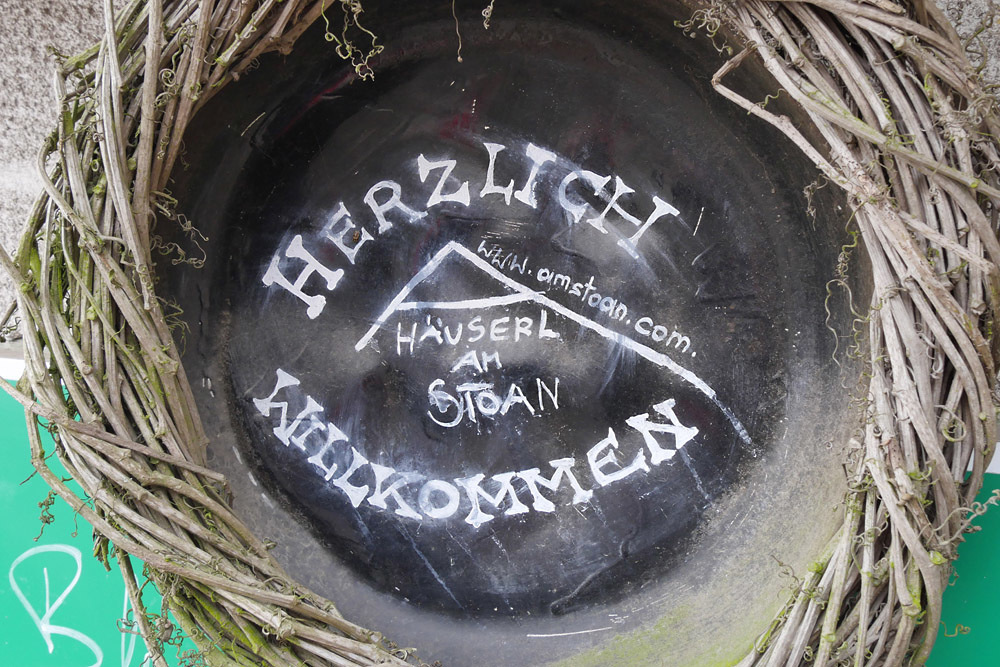 HERZLICH
www.amstoan.com.
HÄUSERL
AM
STOAN
WILLKOMMEN
B